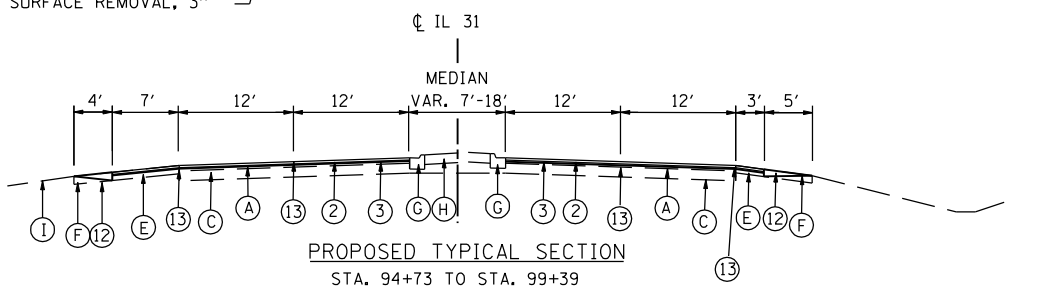 SURFACE REMOVAL, 3"
℄ IL 31
MEDIAN
4' 7' 12' 12' VAR. 7'-18' 12' 12' 3' 5'
I F 12 E 13 C A 13 2 3 G H G 3 2 13 A C E 12 F
13
PROPOSED TYPICAL SECTION
STA. 94+73 TO STA. 99+39